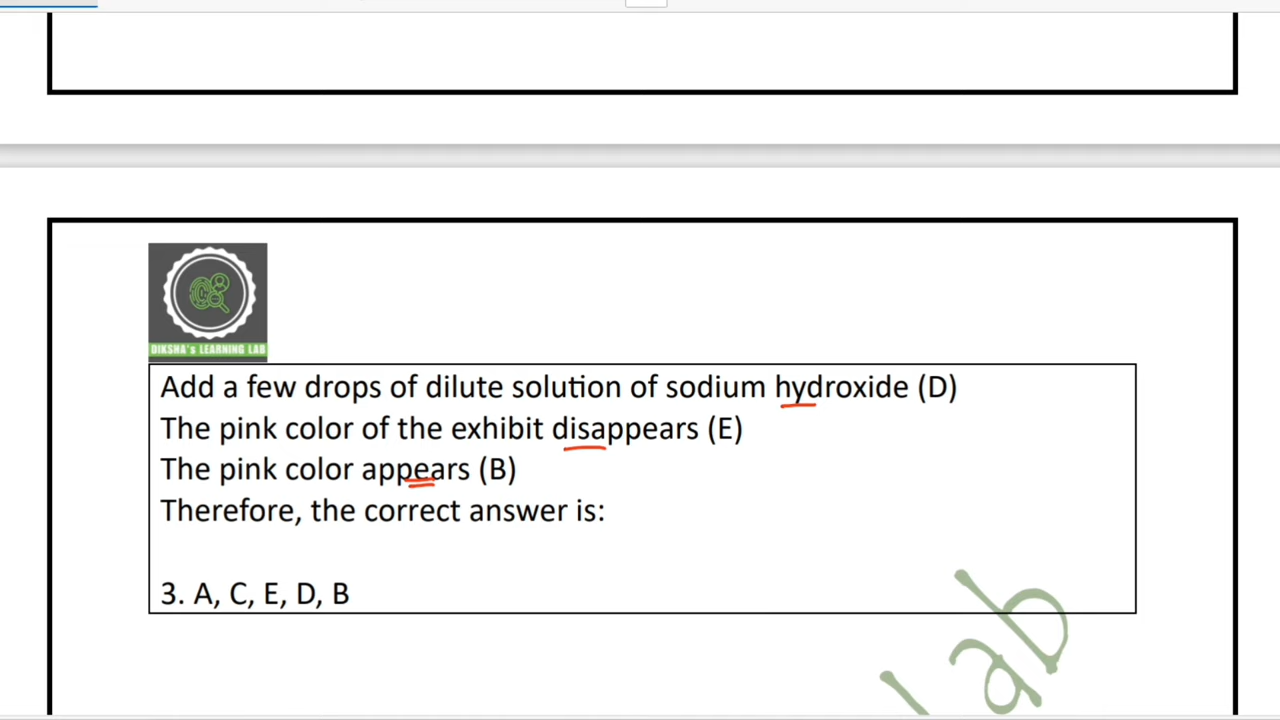 DIKSHA's LEARNING LAB
Add a few drops of dilute solution of sodium hydroxide (D)
The pink color of the exhibit disappears (E)
The pink color appears (B)
Therefore, the correct answer is:
3. A, C, E, D, B
lab